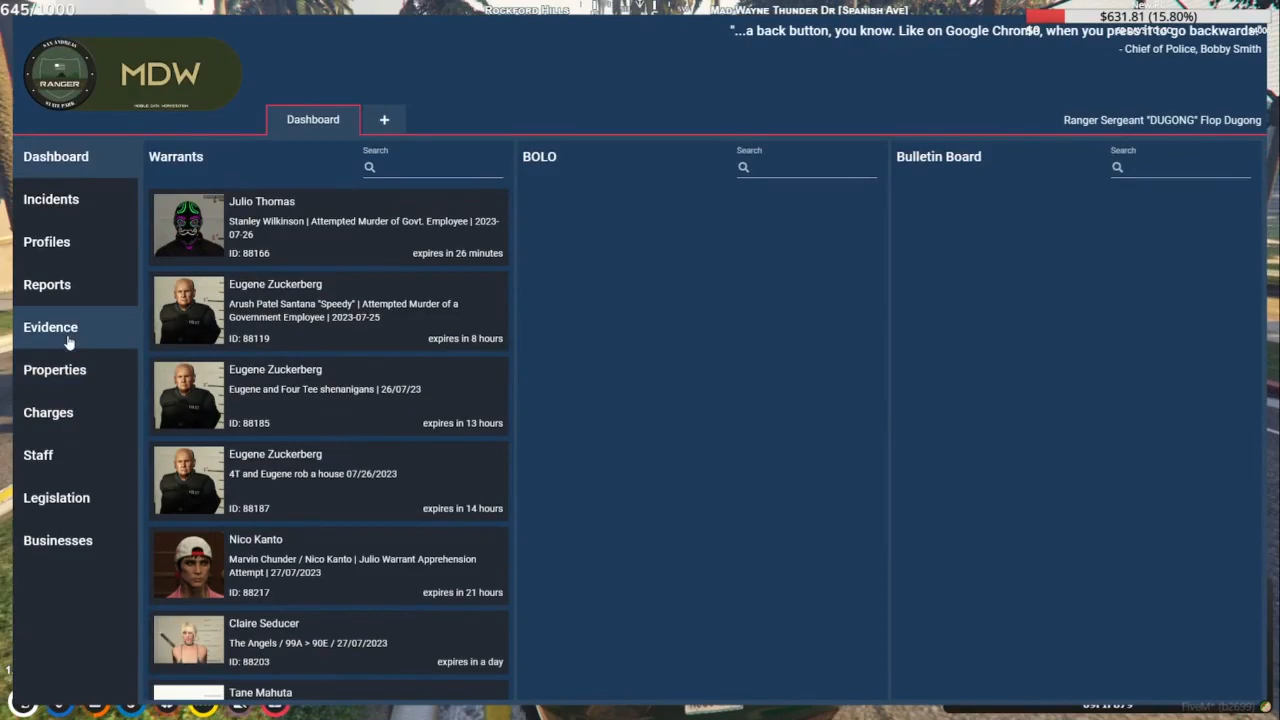 645/1000
ROCKFORD HILLS
MAD WAYNE THUNDER DR [SPANISH AVE]
$631.81 (15.80%)
"...a back button, you know. Like on Google Chrome, when you press it to go backwards."
- Chief of Police, Bobby Smith
SAN ANDREAS
RANGER
STATE PARK
MDW
Dashboard
+
Ranger Sergeant "DUGONG" Flop Dugong
Dashboard
Incidents
Profiles
Reports
Evidence
Properties
Charges
Staff
Legislation
Businesses
Warrants
Search
Julio Thomas
Stanley Wilkinson | Attempted Murder of Govt. Employee | 2023-
07-26
ID: 88166
expires in 26 minutes
Eugene Zuckerberg
Arush Patel Santana "Speedy" | Attempted Murder of a
Government Employee | 2023-07-25
ID: 88119
expires in 8 hours
Eugene Zuckerberg
Eugene and Four Tee shenanigans | 26/07/23
ID: 88185
expires in 13 hours
Eugene Zuckerberg
4T and Eugene rob a house 07/26/2023
ID: 88187
expires in 14 hours
Nico Kanto
Marvin Chunder / Nico Kanto | Julio Warrant Apprehension
Attempt | 27/07/2023
ID: 88217
expires in 21 hours
Claire Seducer
The Angels / 99A > 90E / 27/07/2023
ID: 88203
expires in a day
Tane Mahuta
BOLO
Search
Bulletin Board
Search
FiveM* (b2699)